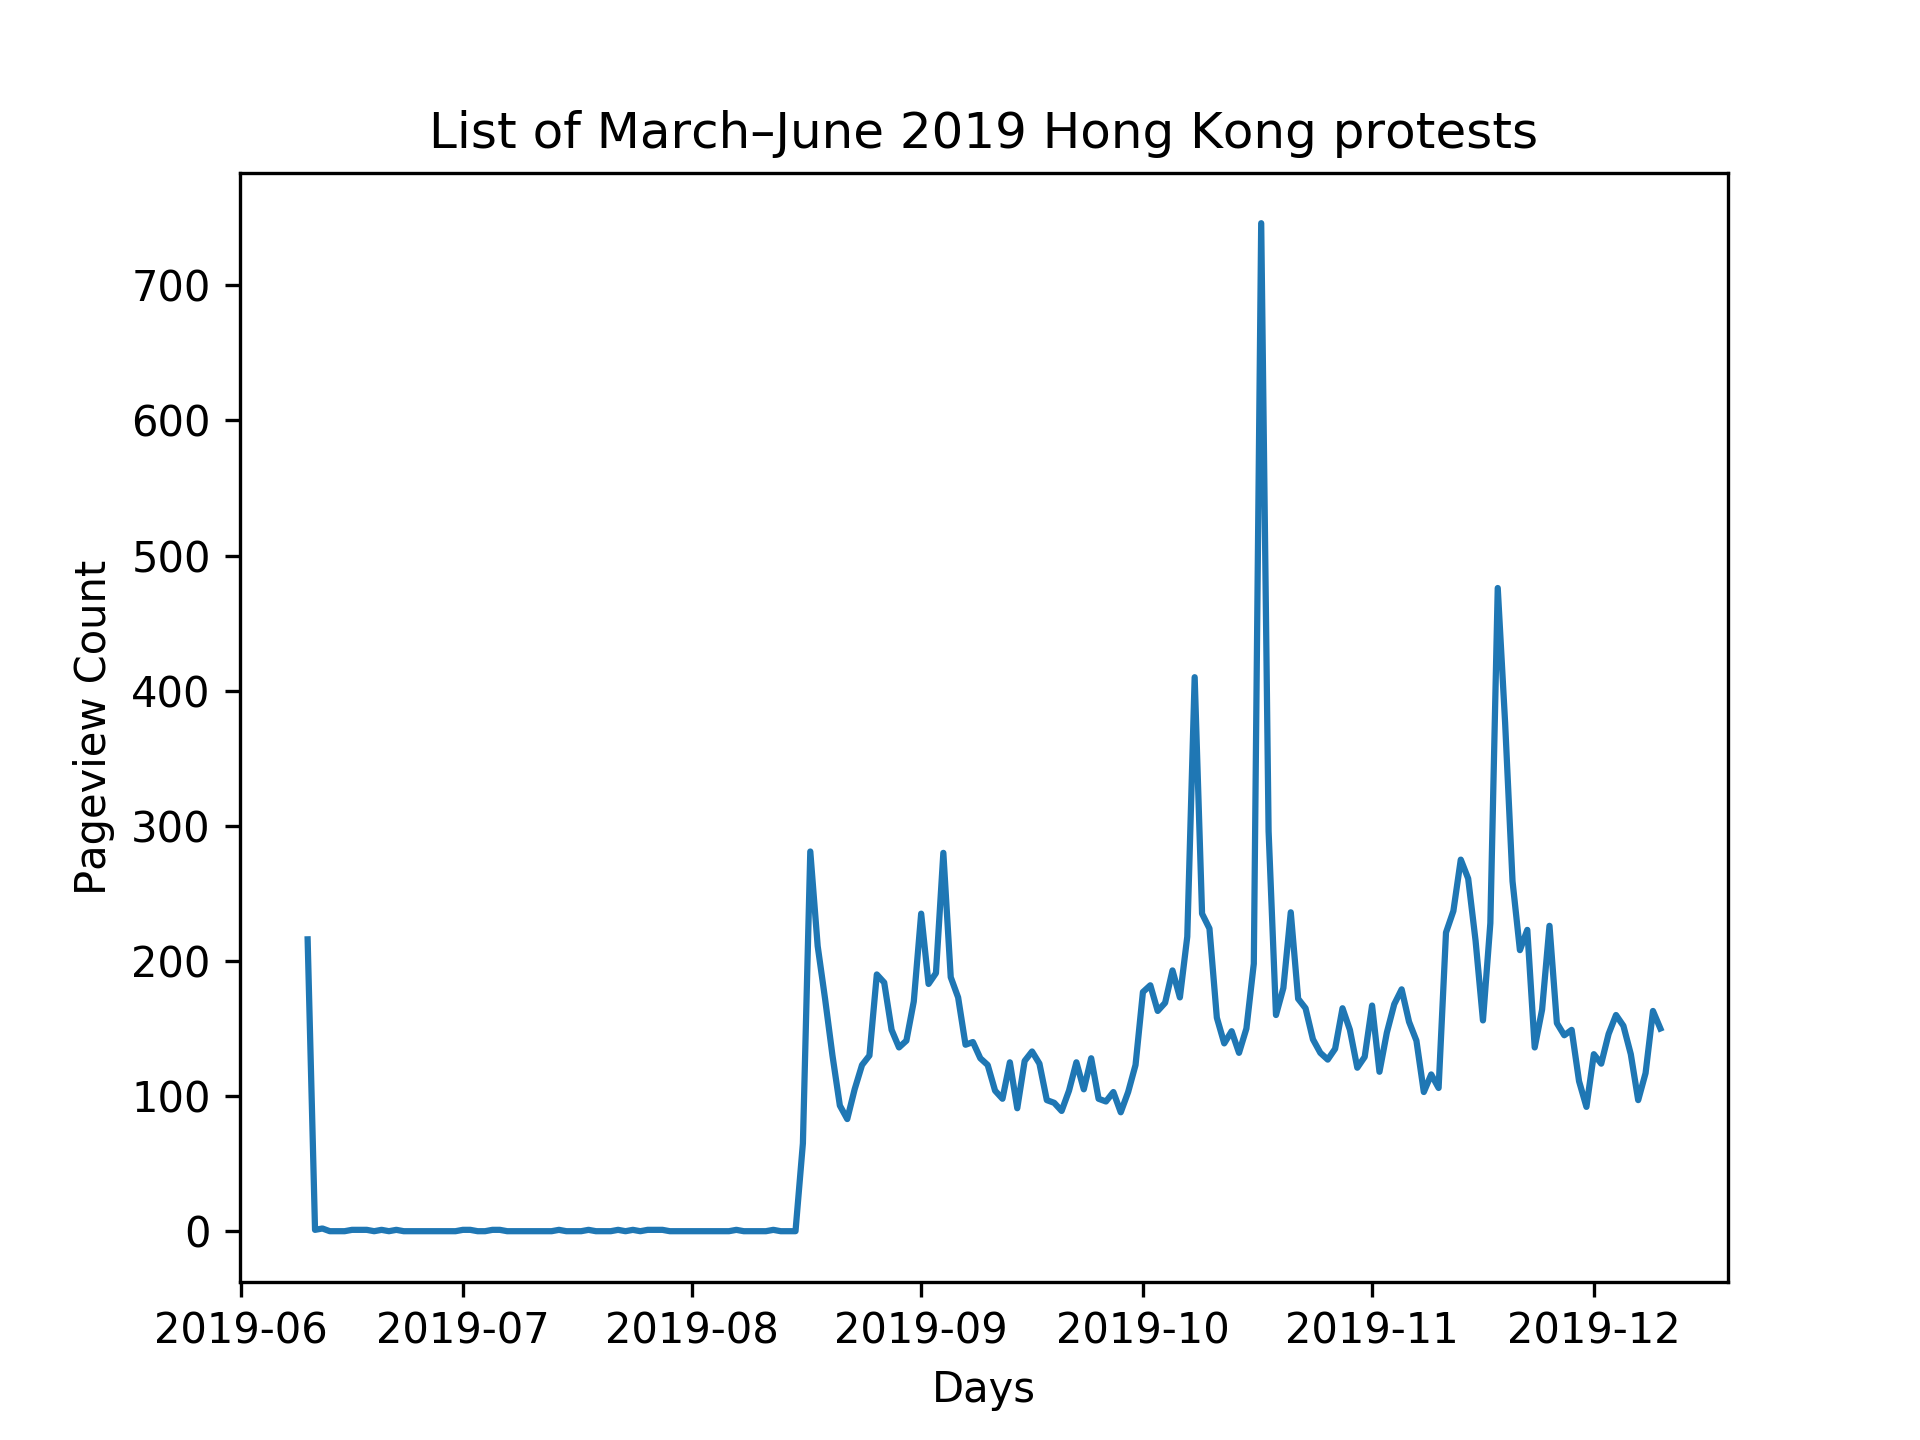 List of March–June 2019 Hong Kong protests
Pageview Count
700
600
500
400
300
200
100
0
2019-06 2019-07 2019-08 2019-09 2019-10 2019-11 2019-12
Days